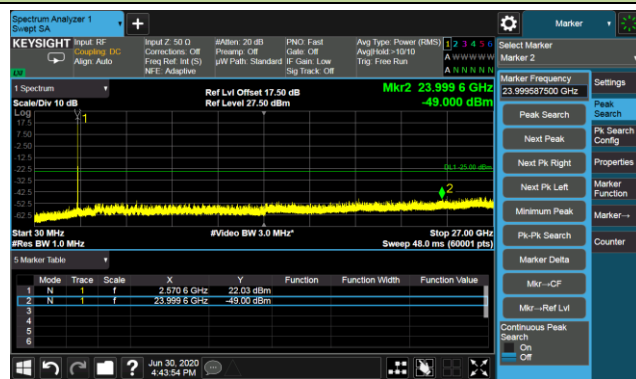 Spectrum Analyzer 1
Swept SA
Marker
KEYSIGHT
Input: RF
Coupling: DC
Align: Auto
Input Z: 50 Ω
Corrections: Off
Freq Ref: Int (S)
NFE: Adaptive
#Atten: 20 dB
Preamp: Off
µW Path: Standard
PNO: Fast
Gate: Off
IF Gain: Low
Sig Track: Off
Avg Type: Power (RMS)
Avg|Hold:>10/10
Trig: Free Run
1 2 3 4 5 6
A W W W W W
A N N N N N
Select Marker
Marker 2
1 Spectrum
Scale/Div 10 dB
Log
Ref Lvl Offset 17.50 dB
Ref Level 27.50 dBm
Mkr2 23.999 6 GHz
-49.000 dBm
17.5
7.50
-2.50
-12.5
-22.5
-32.5
-42.5
-52.5
-62.5
1
DL1 -25.00 dBm
2
Start 30 MHz
#Res BW 1.0 MHz
#Video BW 3.0 MHz*
Stop 27.00 GHz
Sweep 48.0 ms (60001 pts)
5 Marker Table
Mode Trace Scale X Y Function Function Width Function Value
1 N 1 f 2.570 6 GHz 22.03 dBm
2 N 1 f 23.999 6 GHz -49.00 dBm
3
4
5
6
Marker Frequency
23.999587500 GHz
Peak Search
Next Peak
Next Pk Right
Next Pk Left
Minimum Peak
Pk-Pk Search
Marker Delta
Mkr→CF
Mkr→Ref Lvl
Continuous Peak
Search
On
Off
Settings
Peak
Search
Pk Search
Config
Properties
Marker
Function
Marker→
Counter
?
Jun 30, 2020
4:43:54 PM